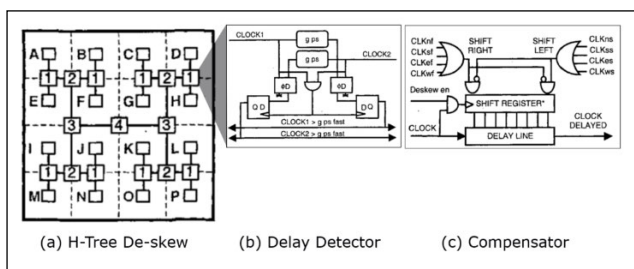 A B C D
1 2 1 1 2 1
E F G H
3 4 3
I J K L
1 2 1 1 2 1
M N O P
(a) H-Tree De-skew
CLOCK1
g ps
g ps
CLOCK2
ΦD
ΦD
Q D
D Q
CLOCK1 > g ps fast
CLOCK2 > g ps fast
(b) Delay Detector
CLKnf
CLKsf
CLKef
CLKwf
SHIFT
RIGHT
SHIFT
LEFT
CLKns
CLKss
CLKes
CLKws
Deskew en
SHIFT REGISTER*
CLOCK
DELAY LINE
CLOCK
DELAYED
(c) Compensator